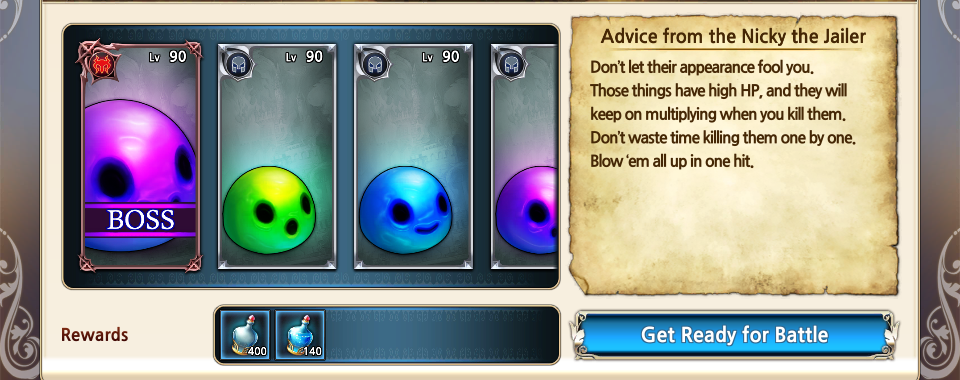 Lv 90
BOSS
Lv 90
Lv 90
Advice from the Nicky the Jailer
Don't let their appearance fool you.
Those things have high HP, and they will
keep on multiplying when you kill them.
Don't waste time killing them one by one.
Blow 'em all up in one hit.
Rewards
400
140
Get Ready for Battle